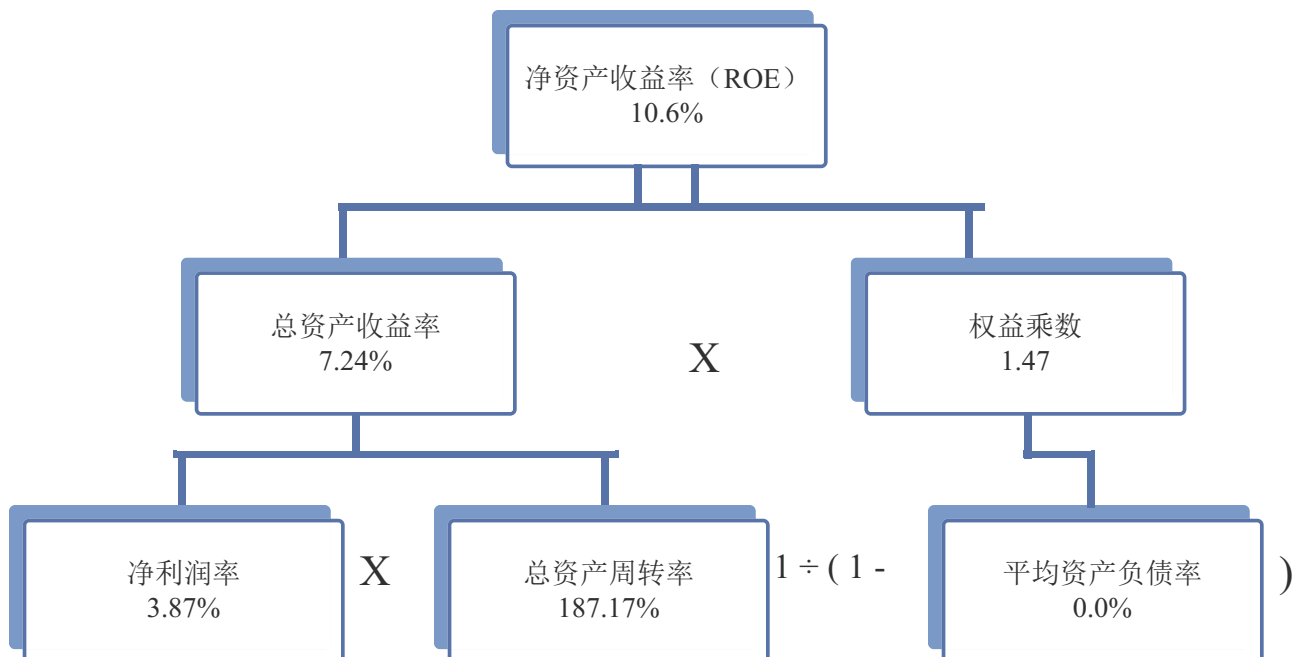 净资产收益率（ROE）
10.6%
总资产收益率
7.24%
X
权益乘数
1.47
净利润率
3.87%
X
总资产周转率
187.17%
1 ÷ ( 1 -
平均资产负债率
0.0%
)